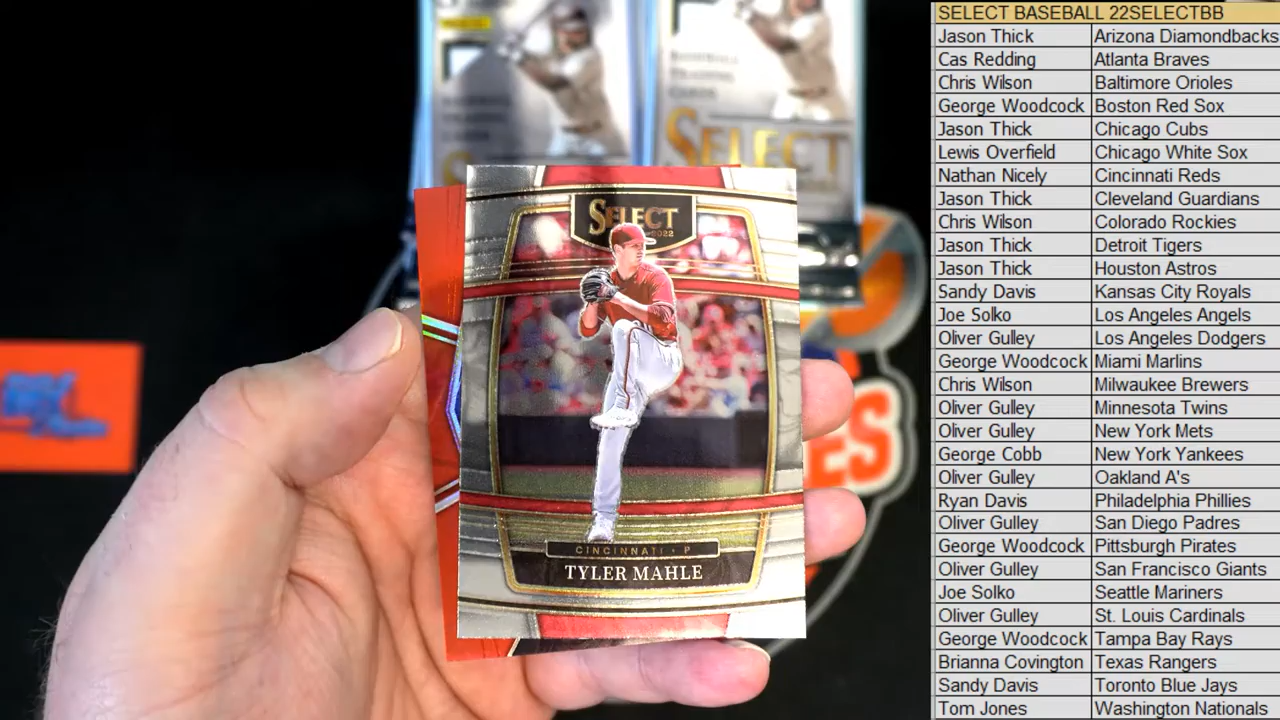 SELECT BASEBALL 22SELECTBB
Jason Thick Arizona Diamondbacks
Cas Redding Atlanta Braves
Chris Wilson Baltimore Orioles
George Woodcock Boston Red Sox
Jason Thick Chicago Cubs
Lewis Overfield Chicago White Sox
Nathan Nicely Cincinnati Reds
Jason Thick Cleveland Guardians
Chris Wilson Colorado Rockies
Jason Thick Detroit Tigers
Jason Thick Houston Astros
Sandy Davis Kansas City Royals
Joe Solko Los Angeles Angels
Oliver Gulley Los Angeles Dodgers
George Woodcock Miami Marlins
Chris Wilson Milwaukee Brewers
Oliver Gulley Minnesota Twins
Oliver Gulley New York Mets
George Cobb New York Yankees
Oliver Gulley Oakland A's
Ryan Davis Philadelphia Phillies
Oliver Gulley San Diego Padres
George Woodcock Pittsburgh Pirates
Oliver Gulley San Francisco Giants
Joe Solko Seattle Mariners
Oliver Gulley St. Louis Cardinals
George Woodcock Tampa Bay Rays
Brianna Covington Texas Rangers
Sandy Davis Toronto Blue Jays
Tom Jones Washington Nationals
BASEBALL
TRADING
CARDS
SELECT
SELECT
2022
CINCINNATI • P
TYLER MAHLE